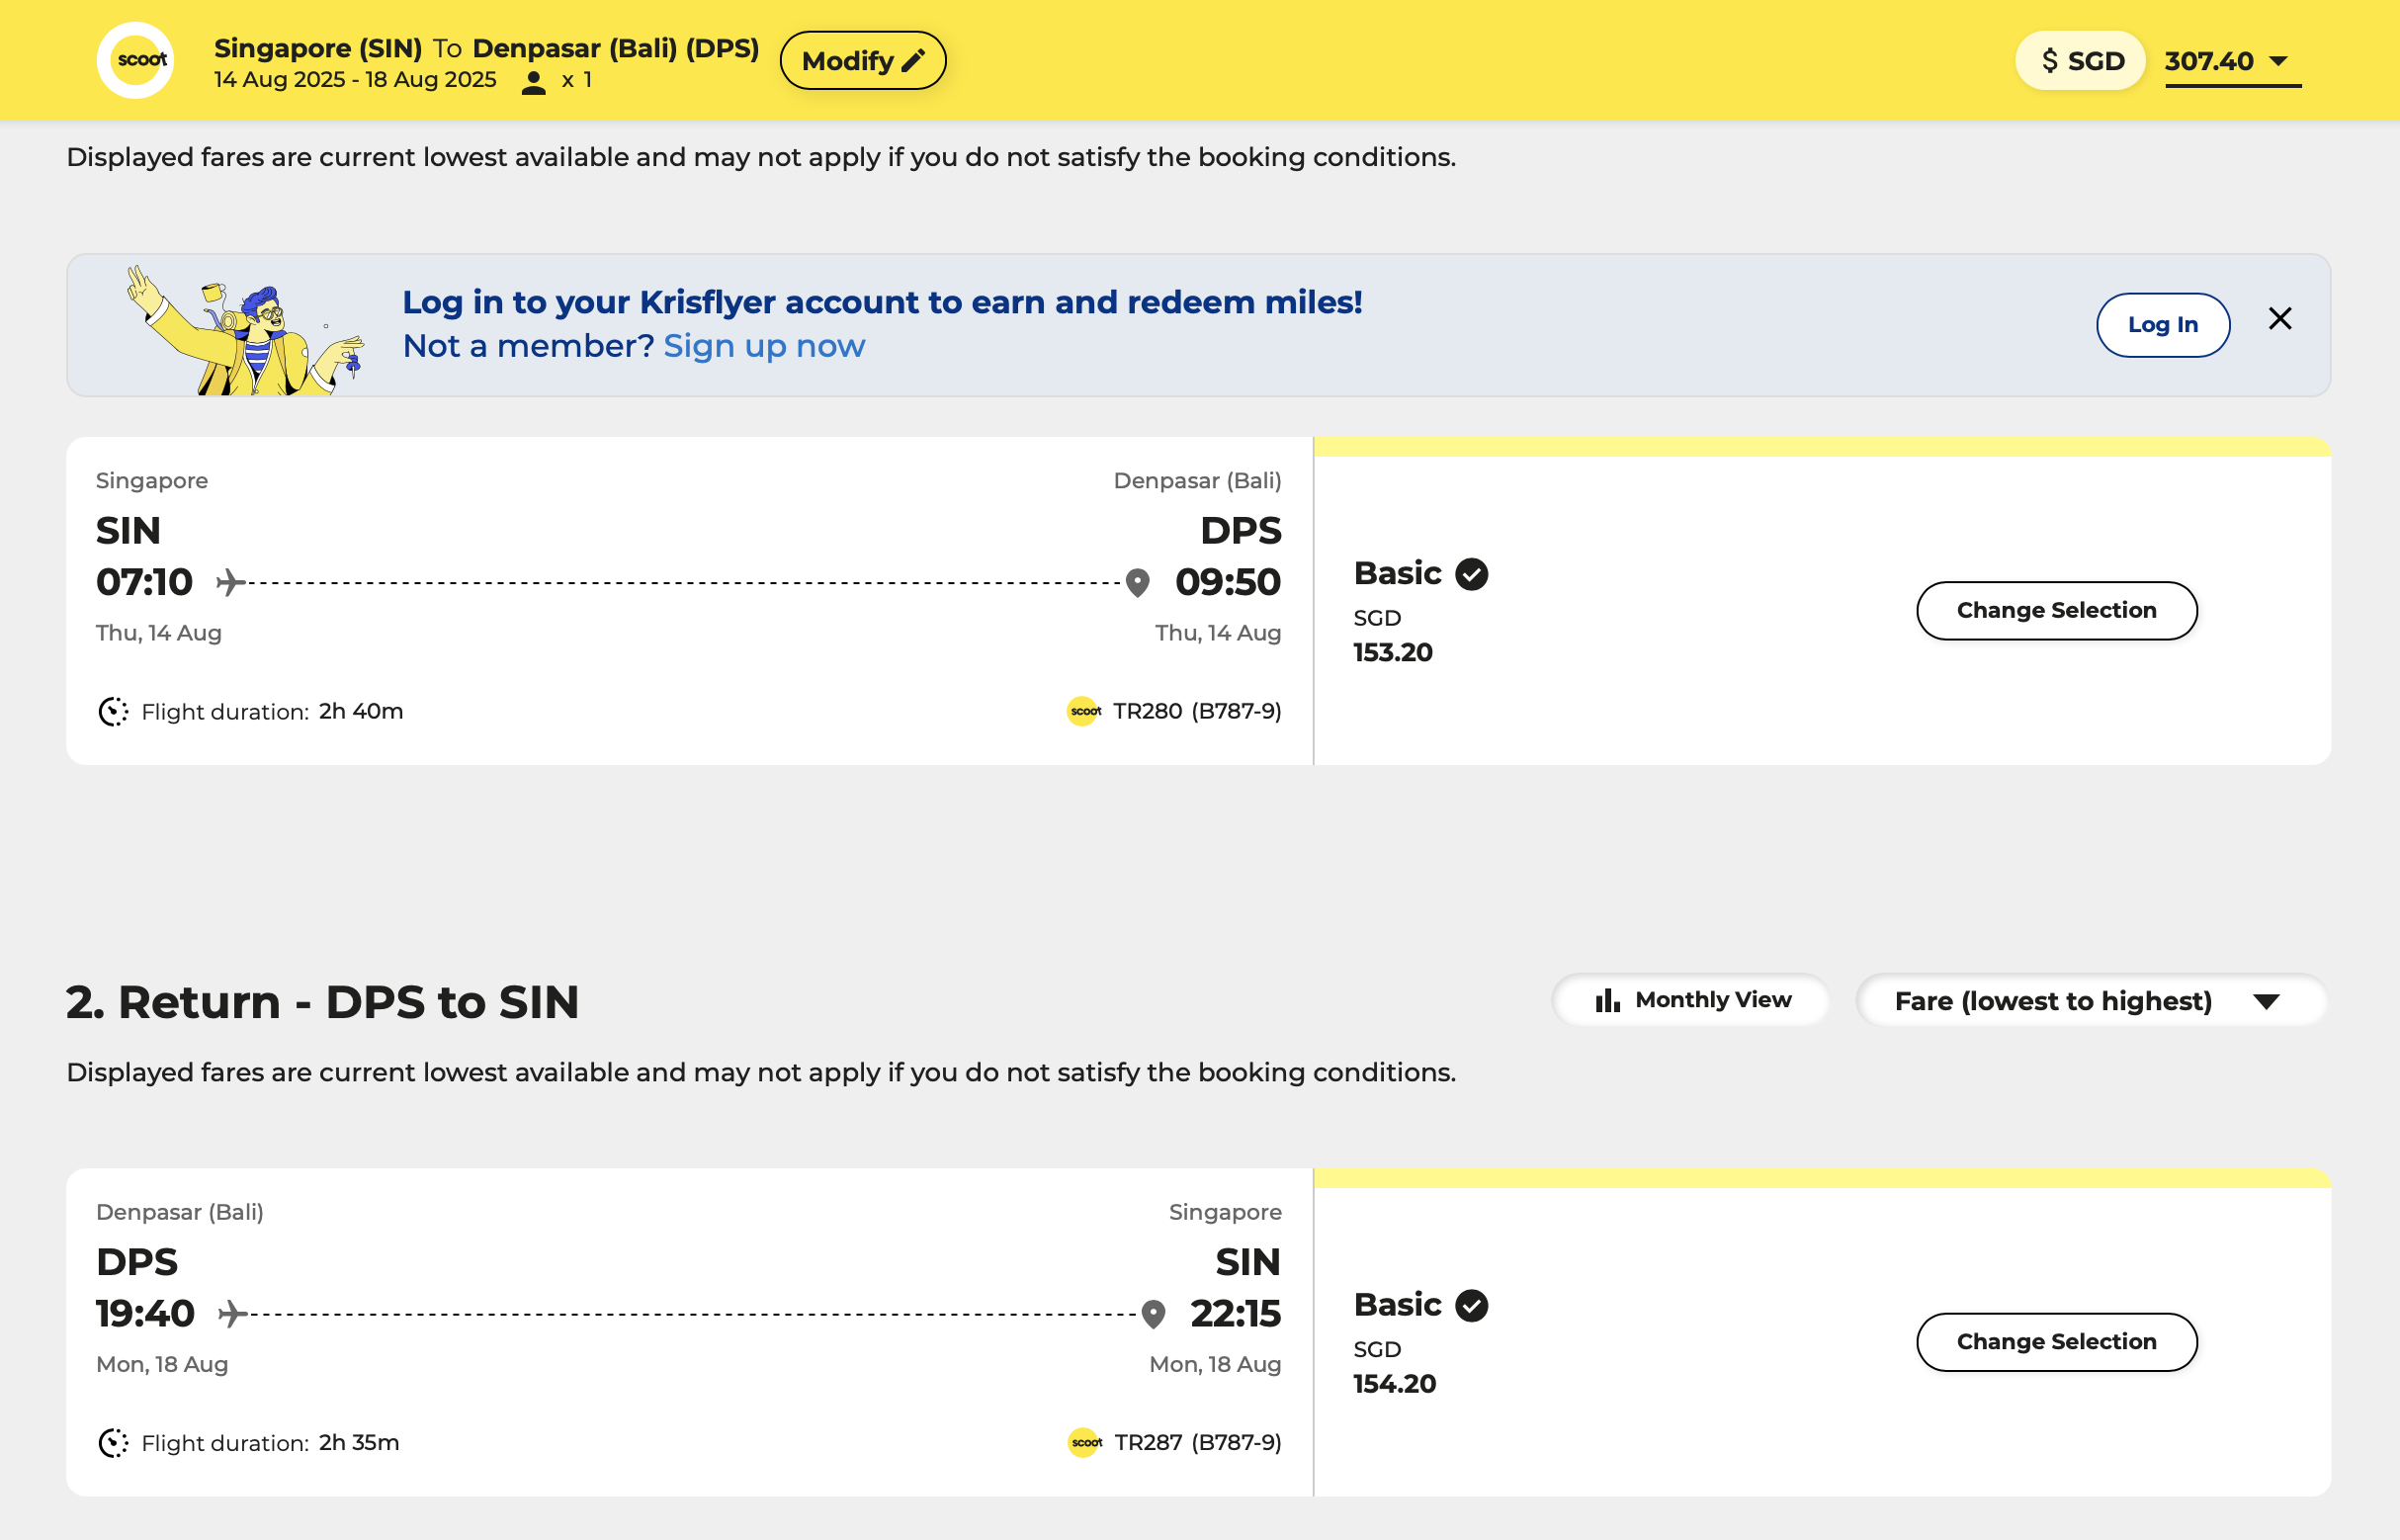 scoot
Singapore (SIN) To Denpasar (Bali) (DPS)
14 Aug 2025 - 18 Aug 2025 x 1
Modify
$ SGD 307.40
Displayed fares are current lowest available and may not apply if you do not satisfy the booking conditions.
Log in to your Krisflyer account to earn and redeem miles!
Not a member? Sign up now
Log In
Singapore Denpasar (Bali)
SIN DPS
07:10 09:50
Thu, 14 Aug Thu, 14 Aug
Flight duration: 2h 40m scoot TR280 (B787-9)
Basic
SGD
153.20
Change Selection
2. Return - DPS to SIN
Monthly View
Fare (lowest to highest)
Displayed fares are current lowest available and may not apply if you do not satisfy the booking conditions.
Denpasar (Bali) Singapore
DPS SIN
19:40 22:15
Mon, 18 Aug Mon, 18 Aug
Flight duration: 2h 35m scoot TR287 (B787-9)
Basic
SGD
154.20
Change Selection